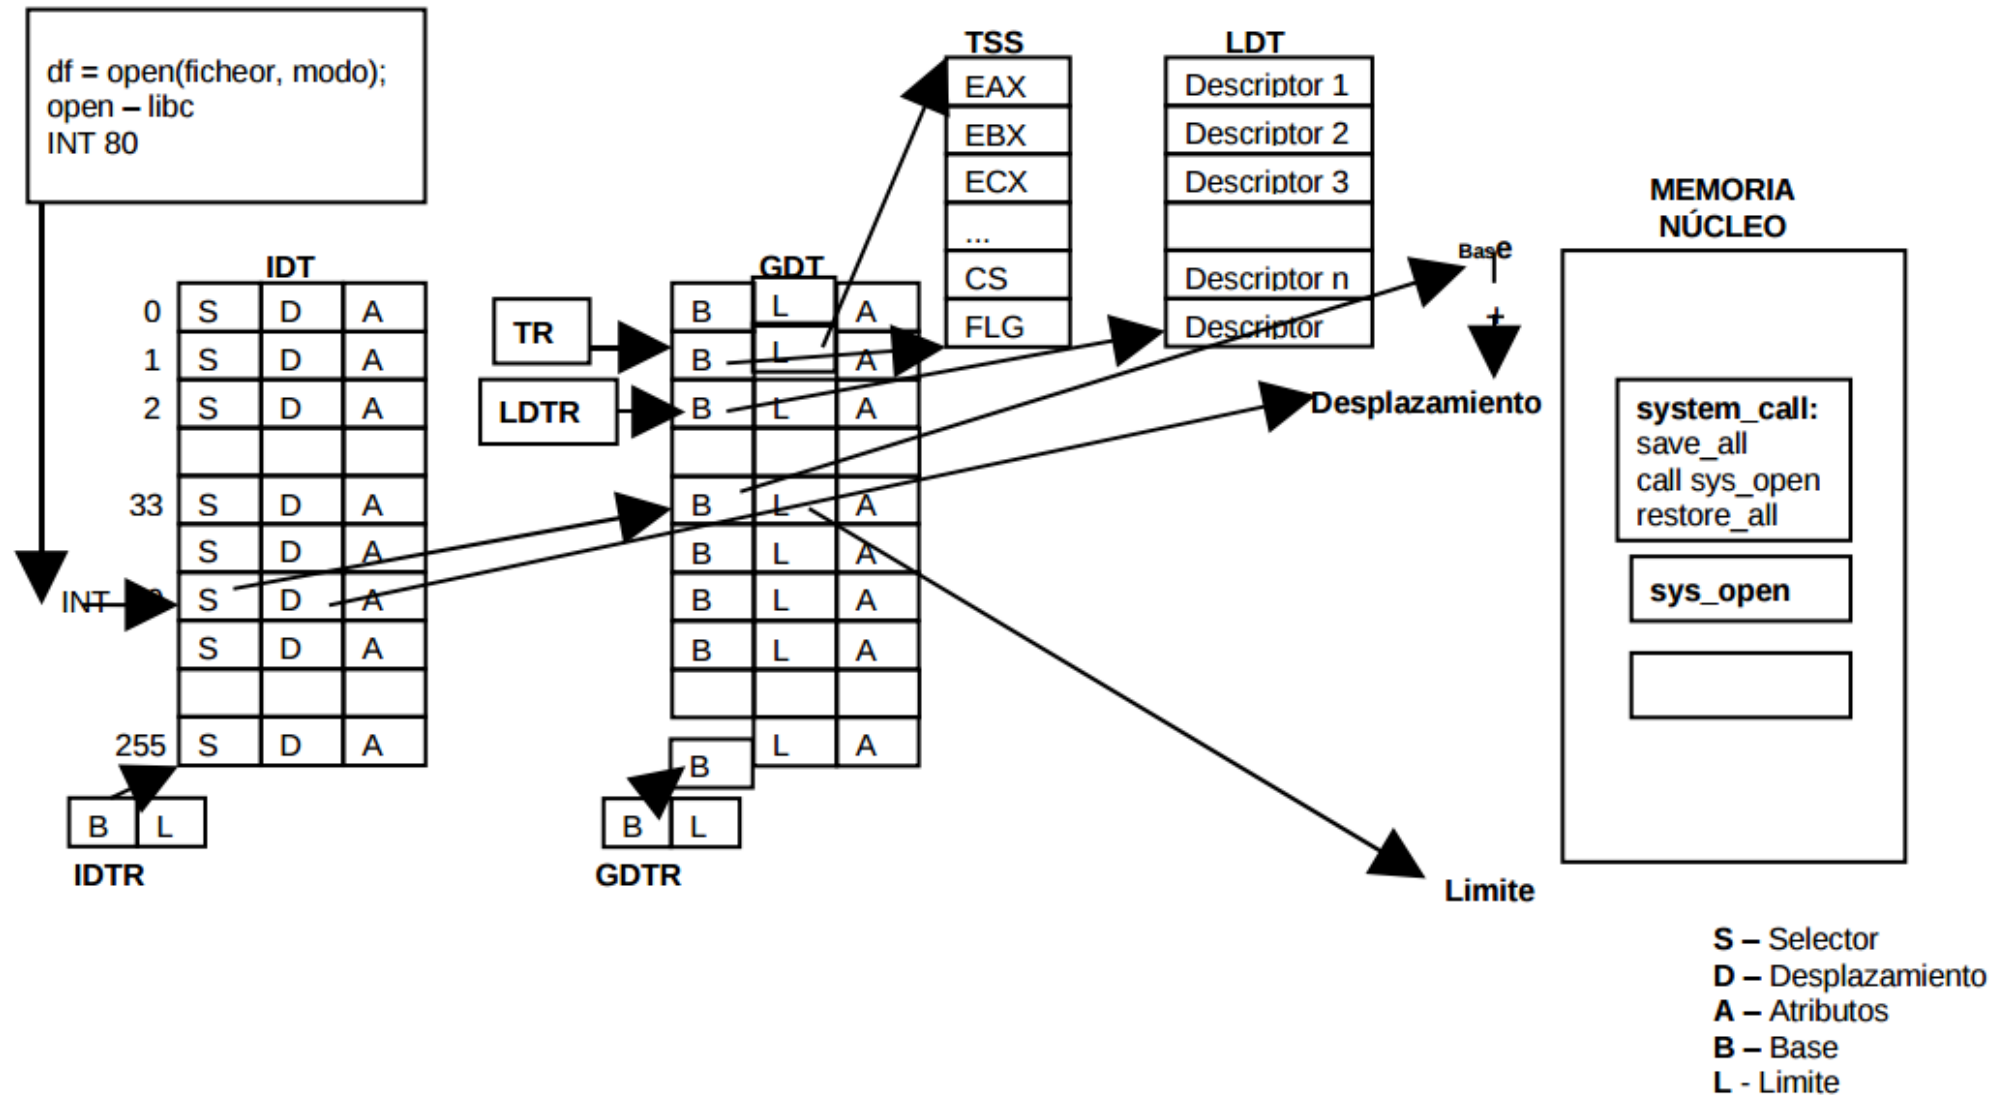 df = open(ficheor, modo);
open – libc
INT 80
TSS
EAX
EBX
ECX
...
CS
FLG
LDT
Descriptor 1
Descriptor 2
Descriptor 3
Descriptor n
Descriptor
MEMORIA
NÚCLEO
system_call:
save_all
call sys_open
restore_all
sys_open
Base
+
Desplazamiento
Limite
IDT
0 S D A
1 S D A
2 S D A
33 S D A
S D A
INT S D A
S D A
255 S D A
B L
IDTR
TR
LDTR
GDT
B L A
B L A
B L A
B L A
B L A
B L A
B L A
B L A
B L
GDTR
S – Selector
D – Desplazamiento
A – Atributos
B – Base
L - Limite